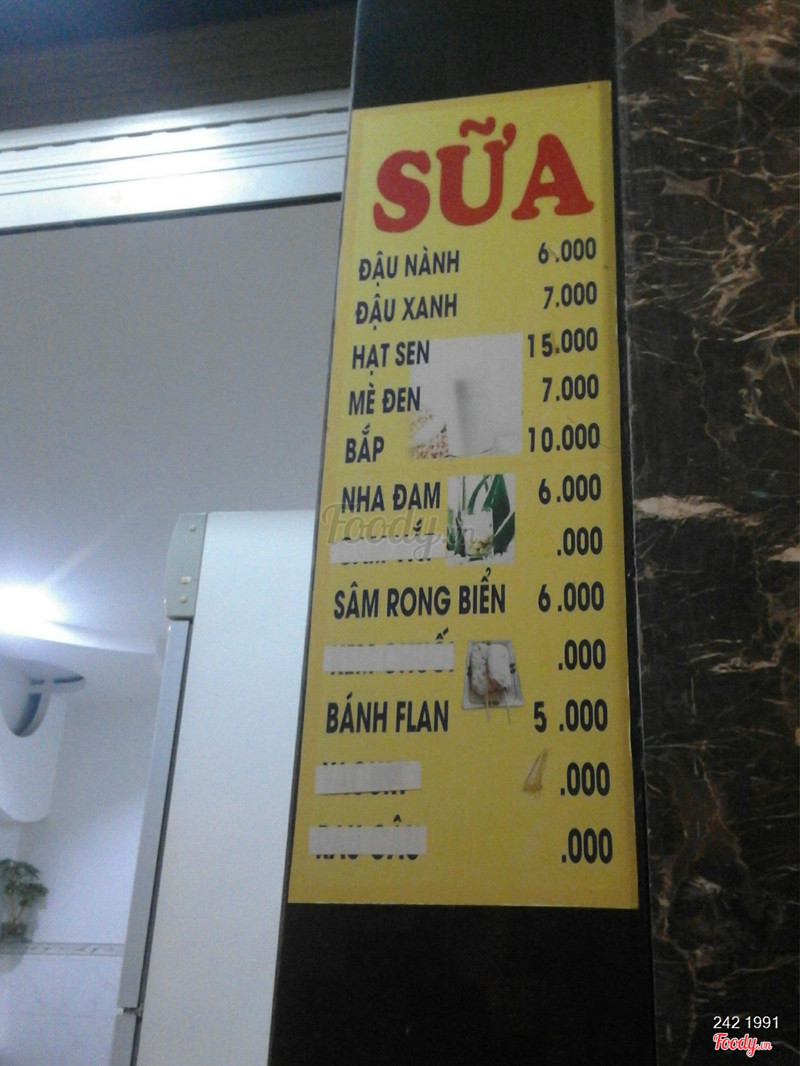 SỮA
ĐẬU NÀNH 6.000
ĐẬU XANH 7.000
HẠT SEN 15.000
MÈ ĐEN 7.000
BẮP 10.000
NHA ĐAM 6.000
.000
SÂM RONG BIỂN 6.000
.000
BÁNH FLAN 5.000
.000
.000
Foody.vn
242 1991
Foody.vn